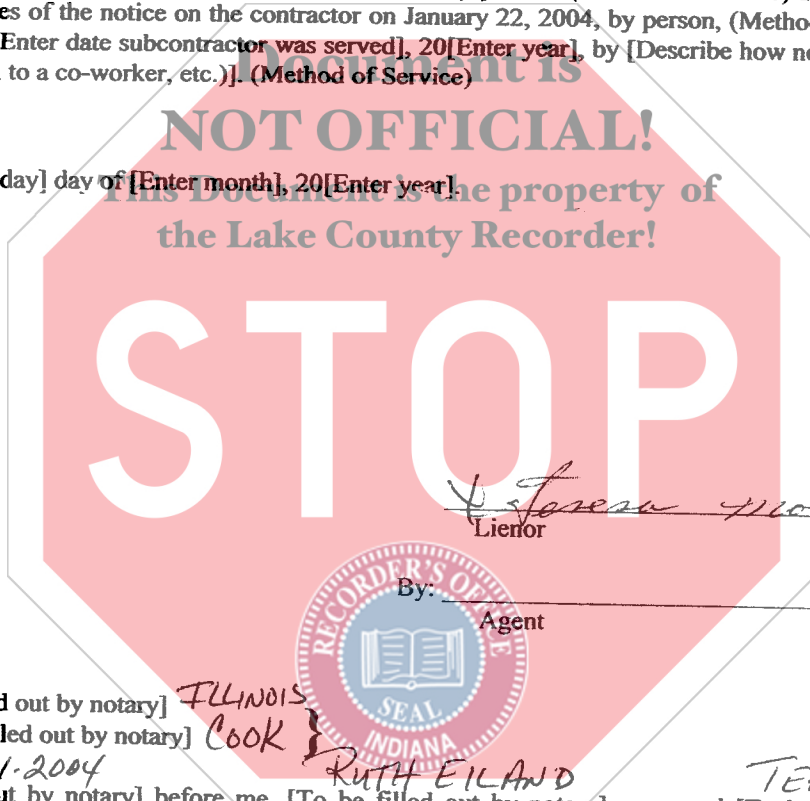 es of the notice on the contractor on January 22, 2004, by person, (Metho
Enter date subcontractor was served], 20[Enter year], by [Describe how no
to a co-worker, etc.)]. (Method of Service)
Document is
NOT OFFICIAL!
day] day of [Enter month], 20[Enter year].
This Document is the property of
the Lake County Recorder!
STOP
Teresa
Lienor
RECORDER'S OFFICE
By:
Agent
SEAL
INDIANA
d out by notary] ILLINOIS
led out by notary] COOK }
2004
RUTH EILAND
TE
ut by notary] before me, [To be filled out by notary]